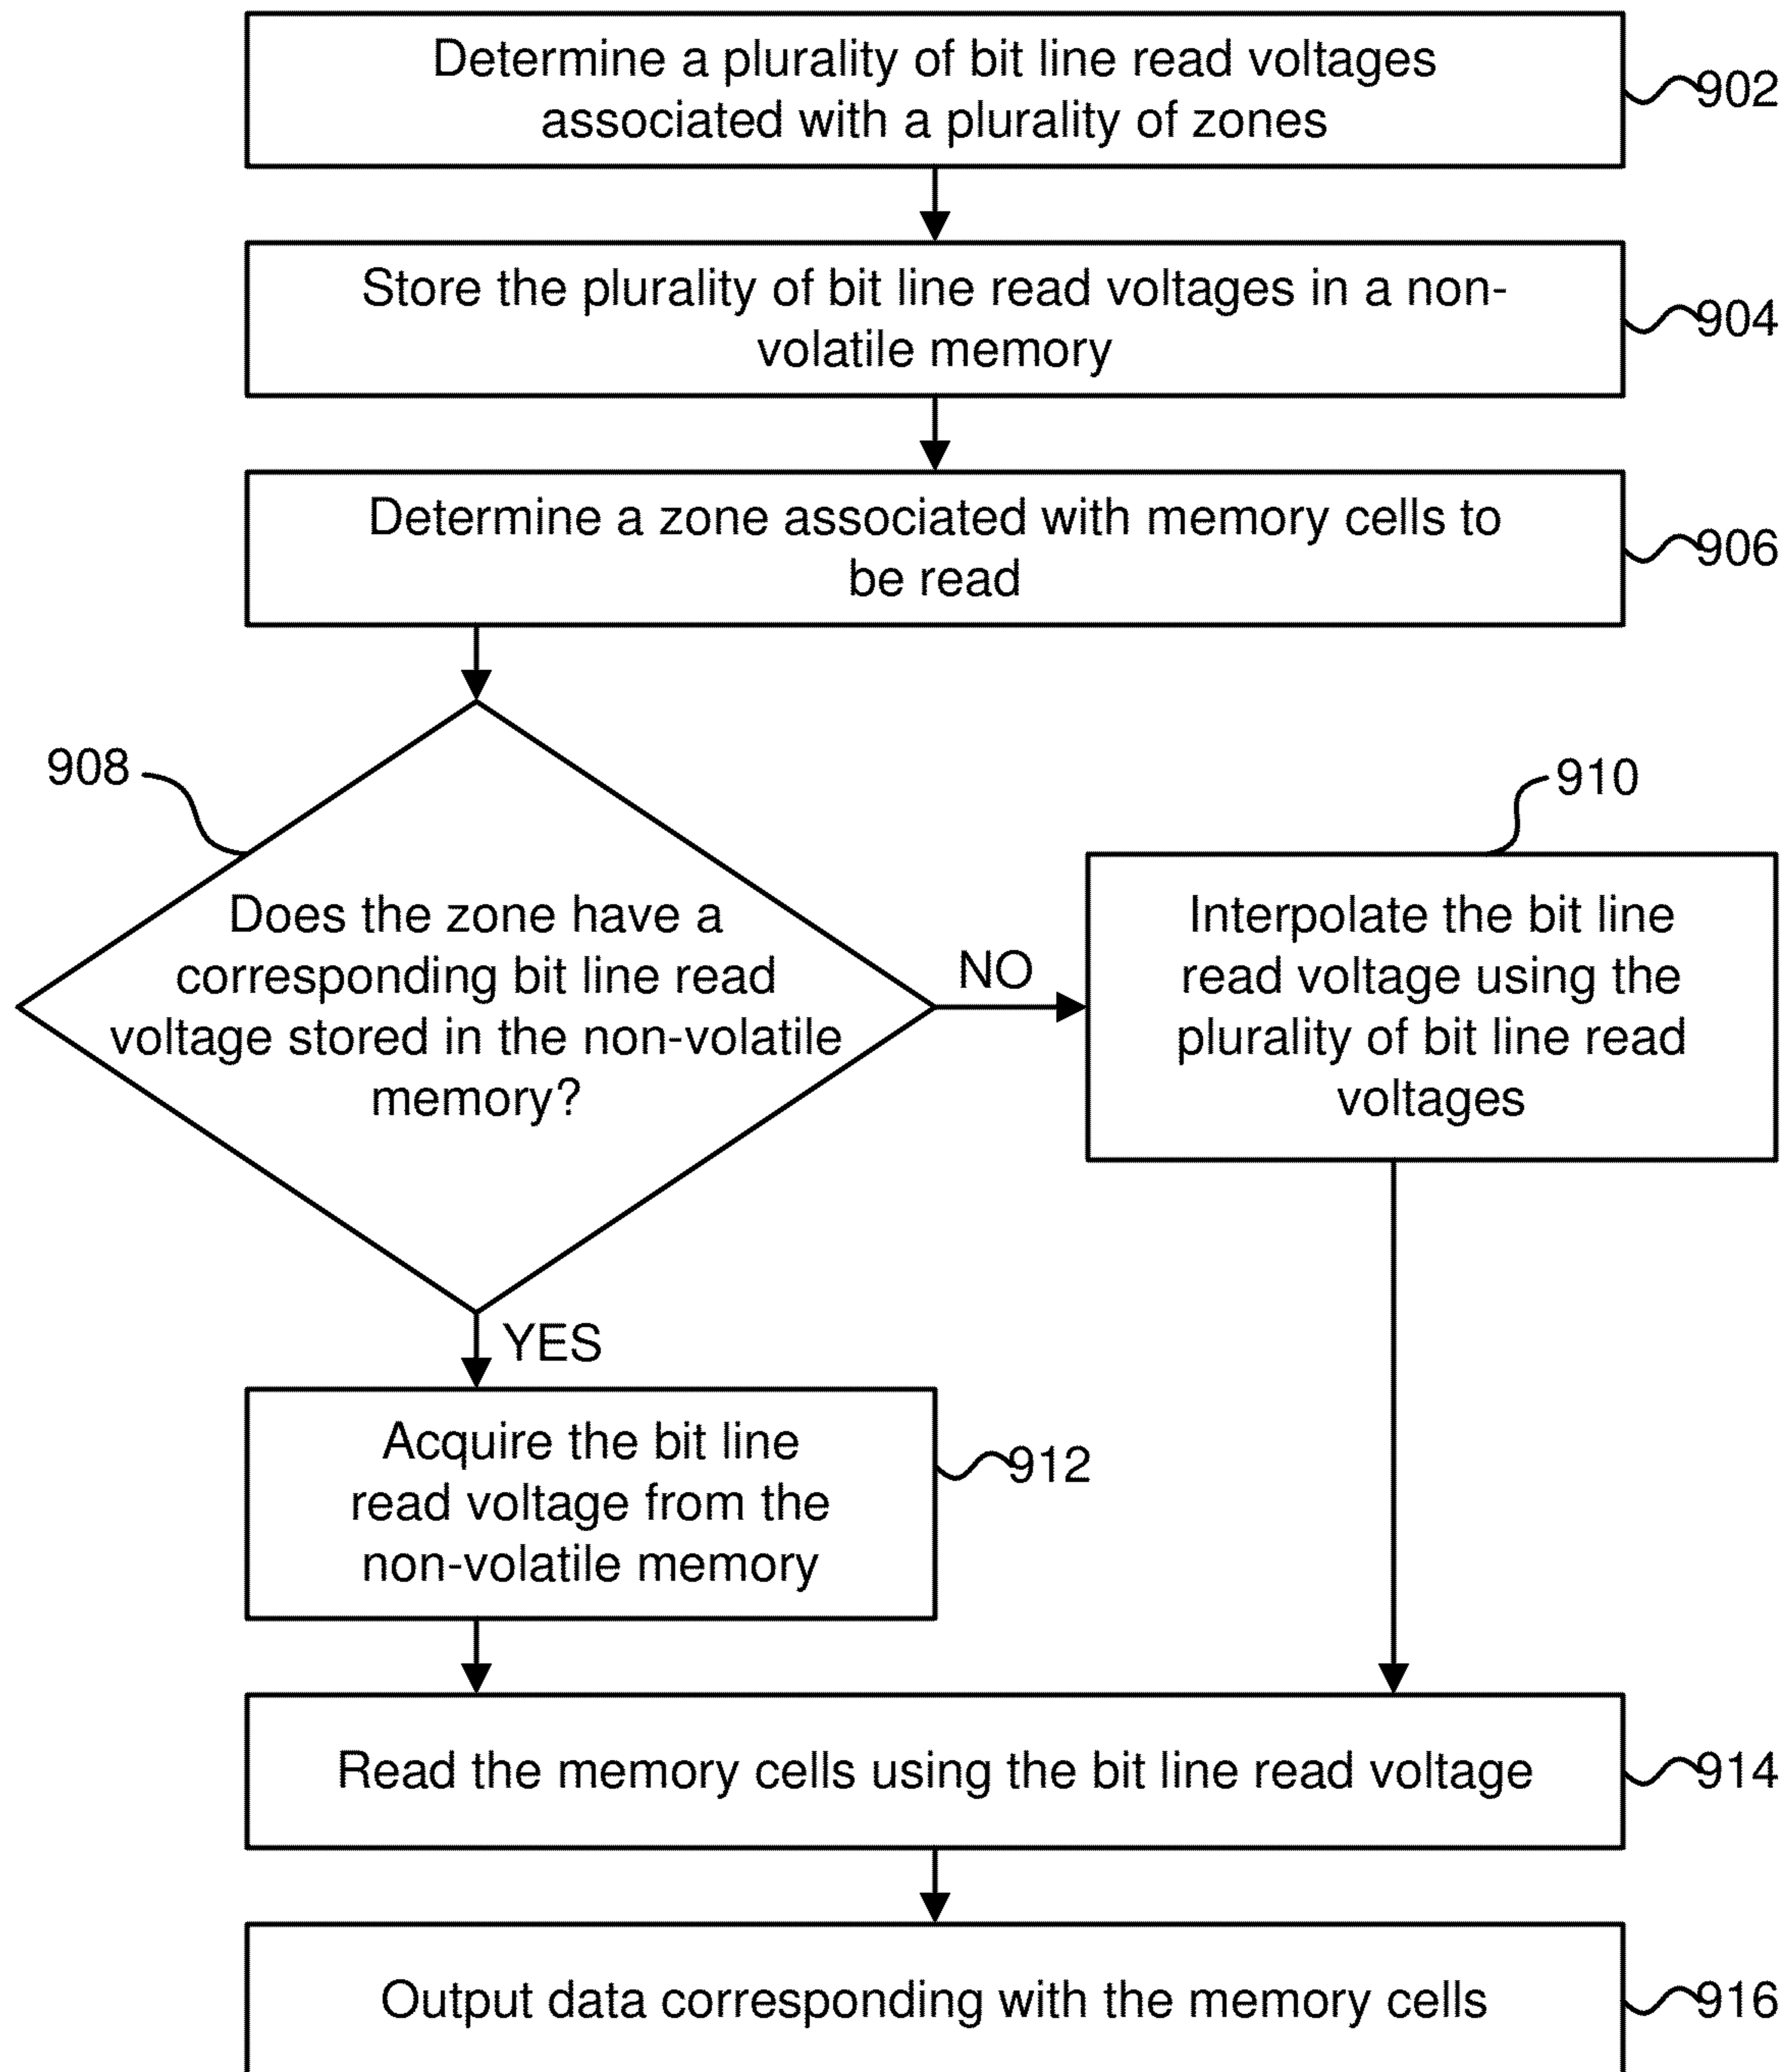 Determine a plurality of bit line read voltages
associated with a plurality of zones
902
Store the plurality of bit line read voltages in a non-
volatile memory
904
Determine a zone associated with memory cells to
be read
906
908
910
Does the zone have a
corresponding bit line read
voltage stored in the non-volatile
memory?
NO
Interpolate the bit line
read voltage using the
plurality of bit line read
voltages
YES
Acquire the bit line
read voltage from the
non-volatile memory
912
Read the memory cells using the bit line read voltage
914
Output data corresponding with the memory cells
916